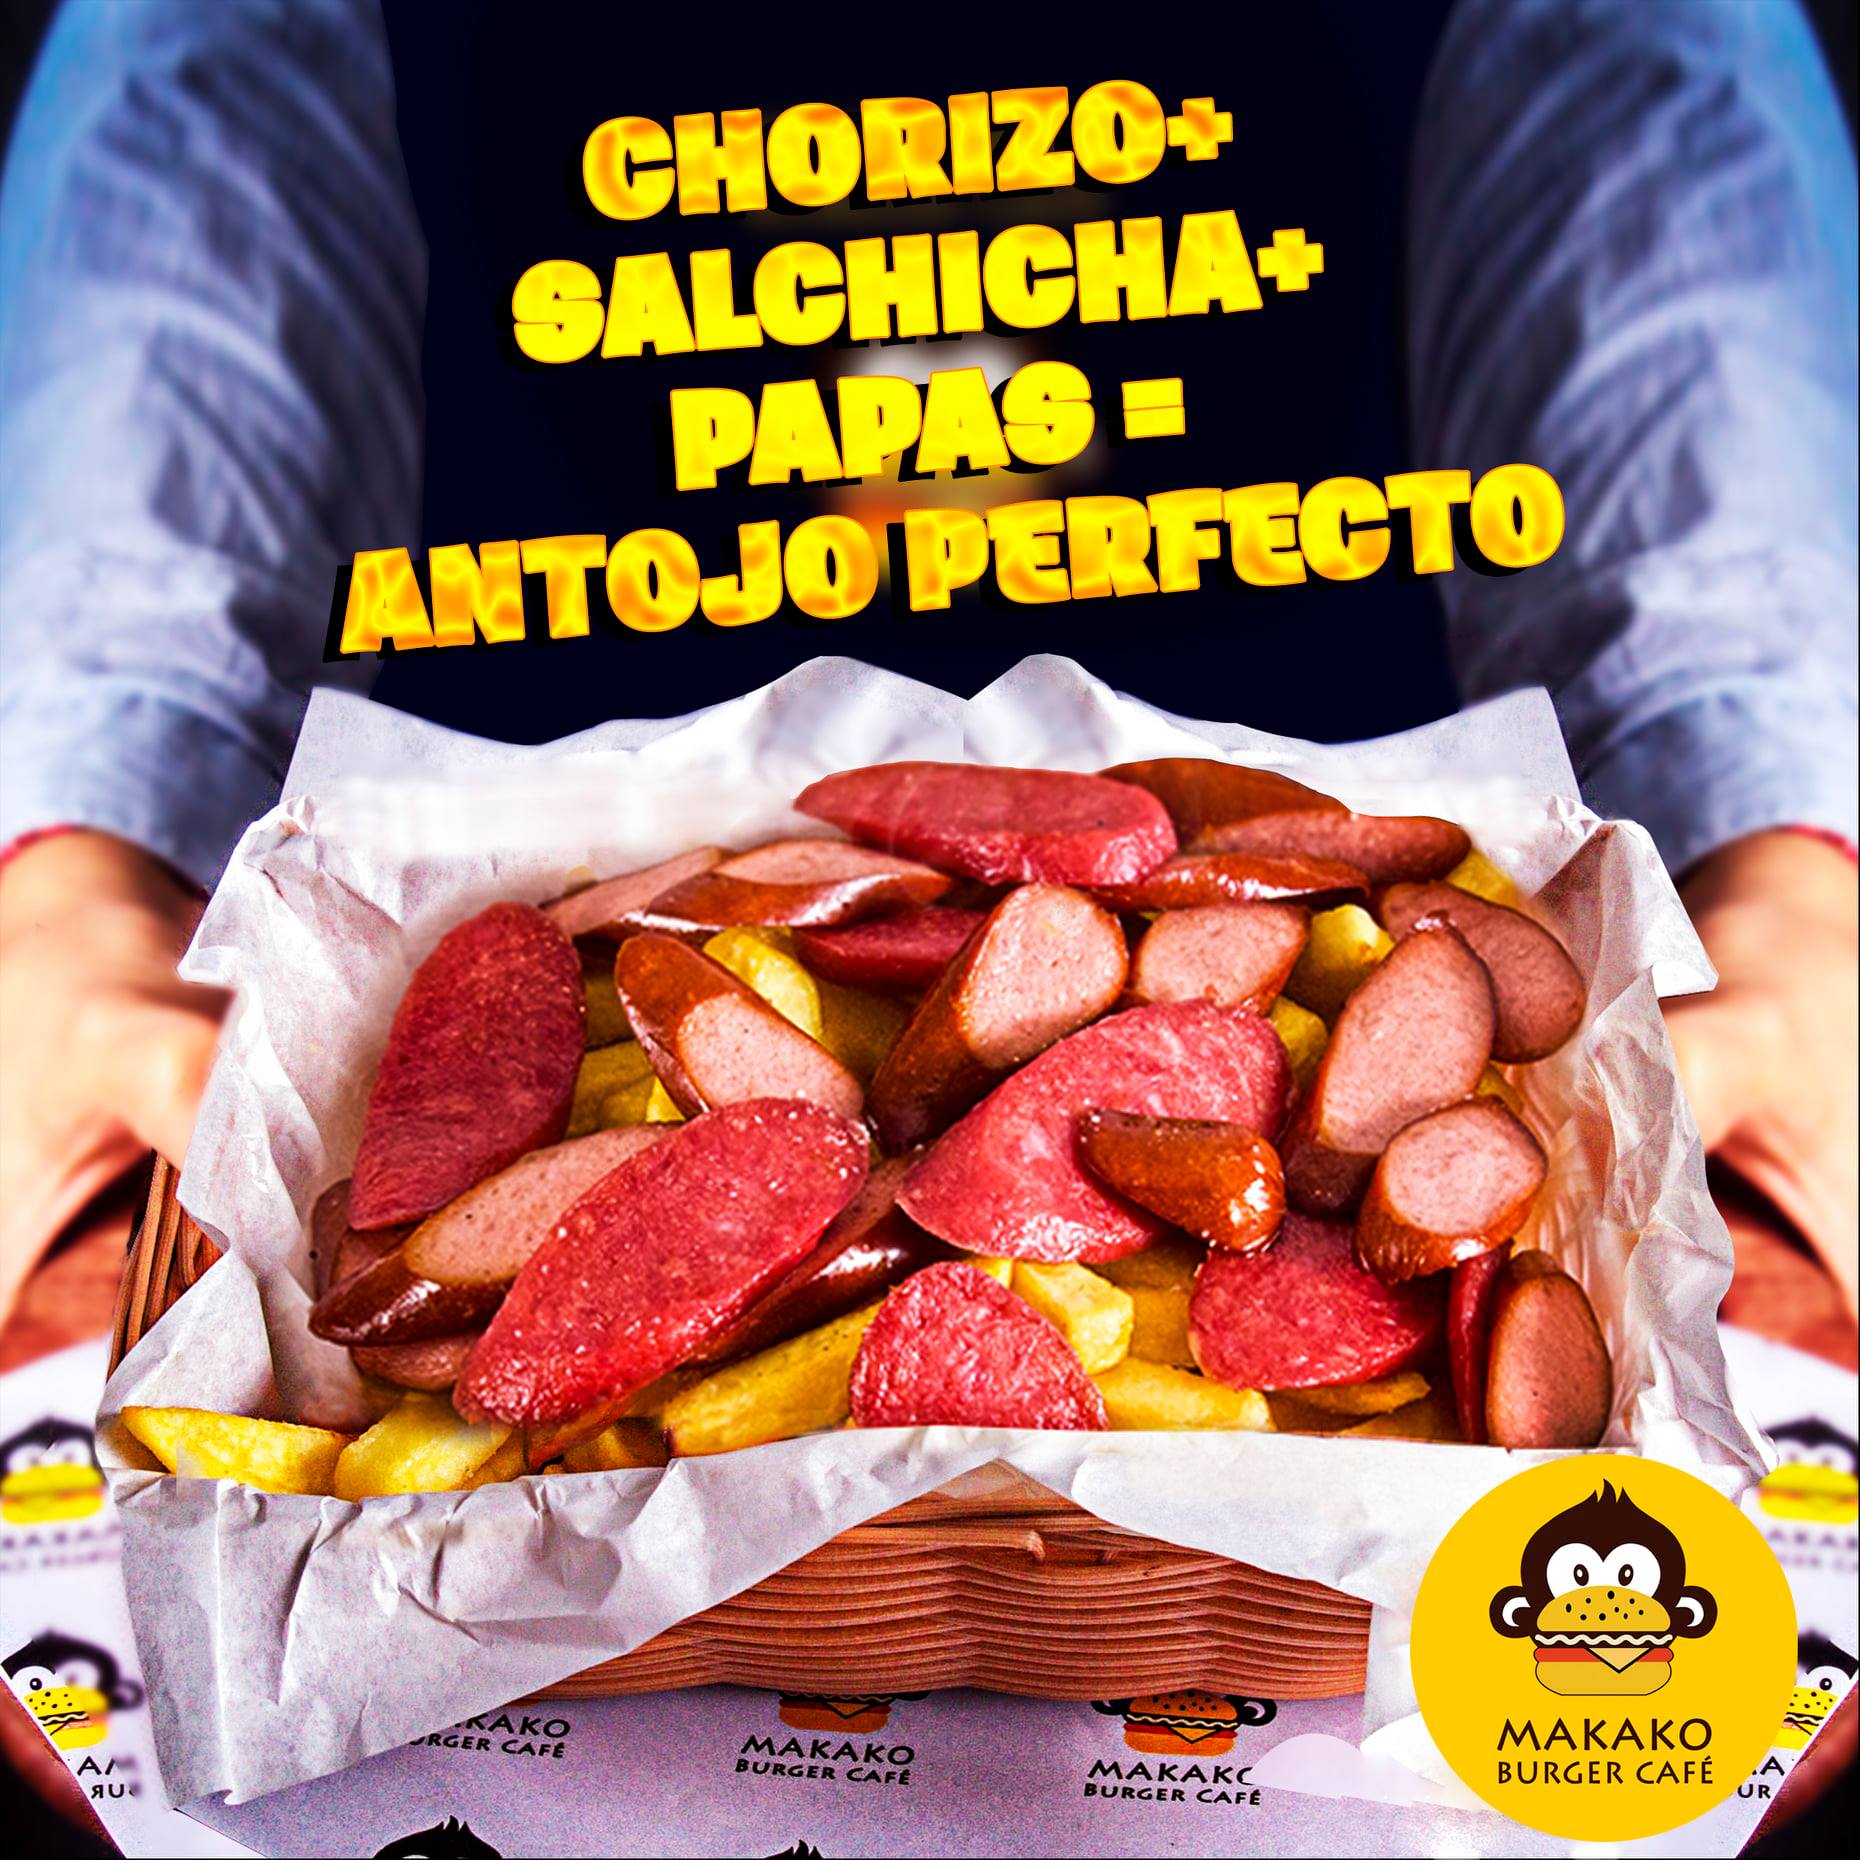 CHORIZO+
SALCHICHA+
PAPAS =
ANTOJO PERFECTO
MAKAKO
BURGER CAFÉ
MAKAKO
BURGER CAFÉ
MAKAKO
BURGER CAFÉ